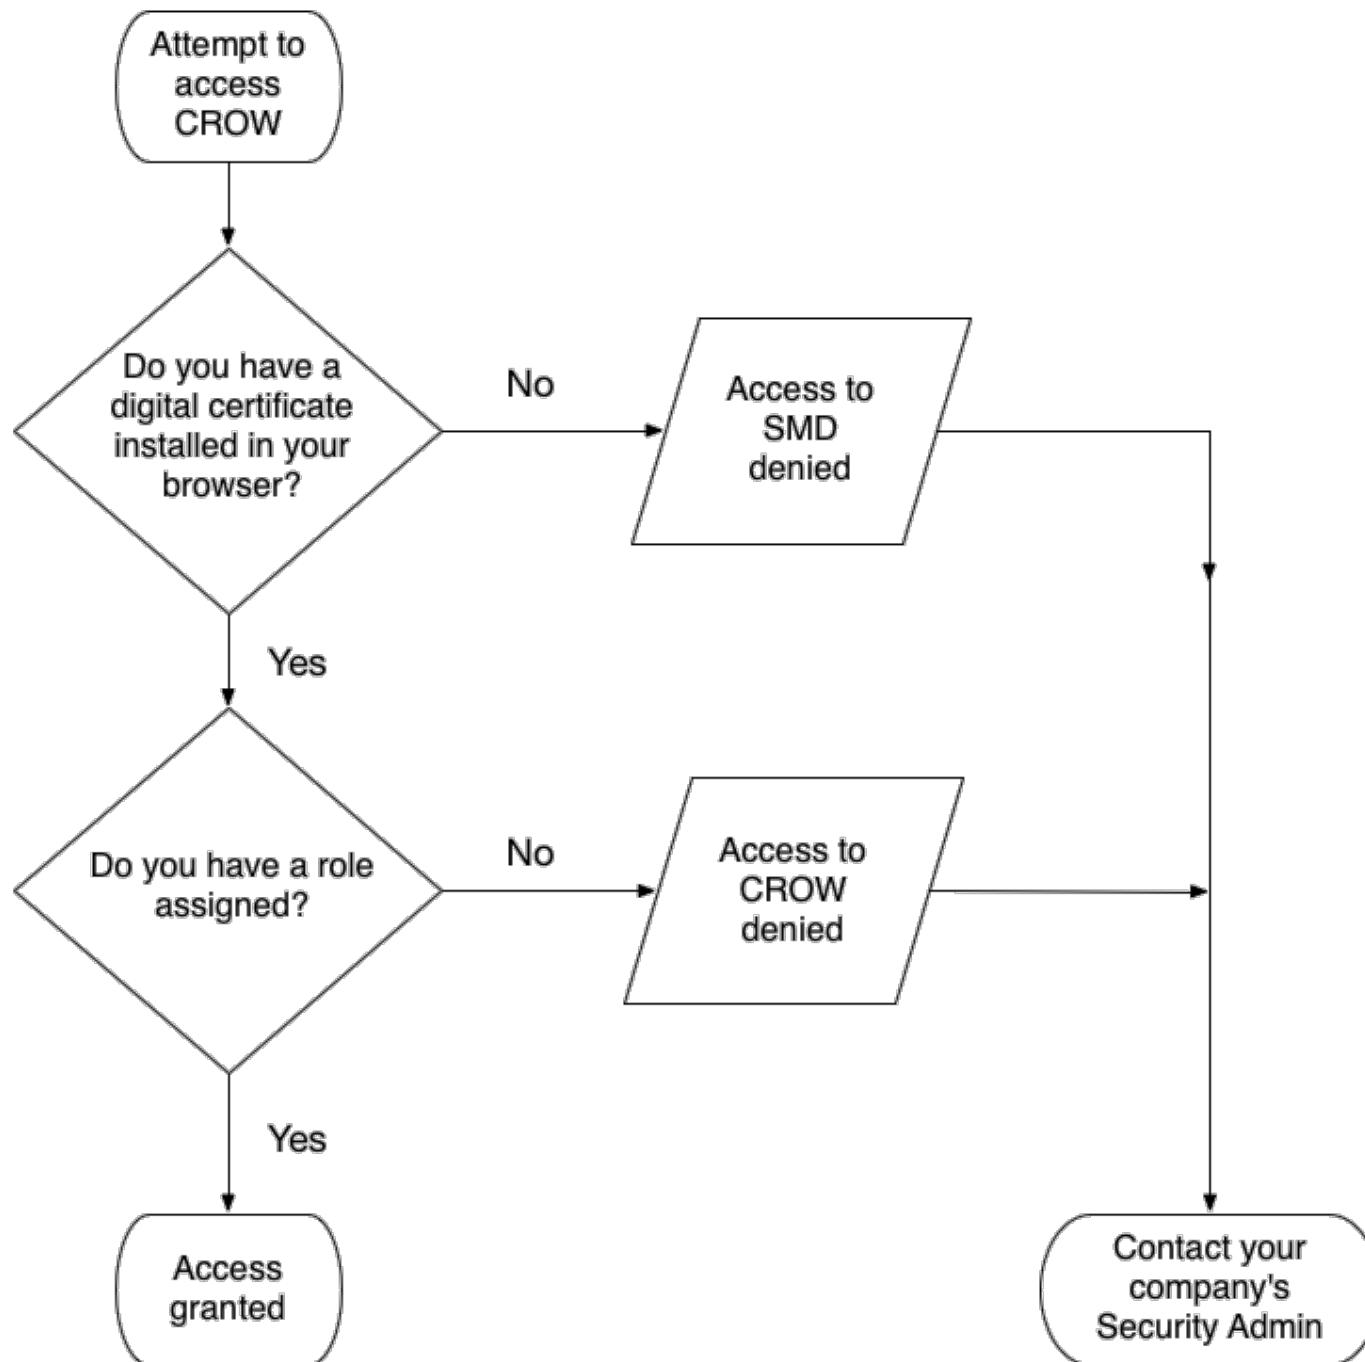 Attempt to
access
CROW
Do you have a
digital certificate
installed in your
browser?
No
Access to
SMD
denied
Yes
Do you have a role
assigned?
No
Access to
CROW
denied
Yes
Access
granted
Contact your
company's
Security Admin